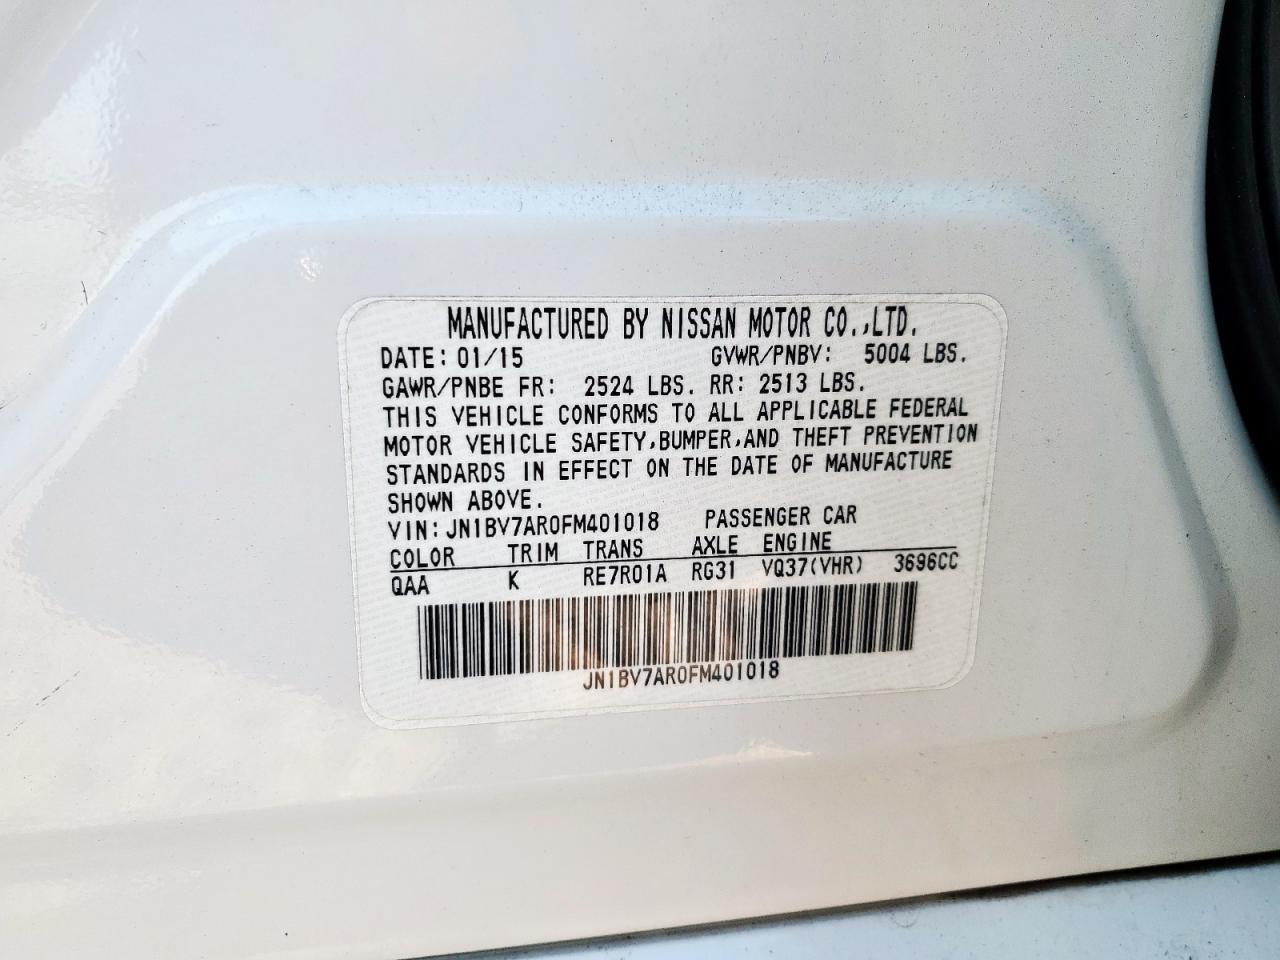 MANUFACTURED BY NISSAN MOTOR CO.,LTD.
DATE: 01/15 GVWR/PNBV: 5004 LBS.
GAWR/PNBE FR: 2524 LBS. RR: 2513 LBS.
THIS VEHICLE CONFORMS TO ALL APPLICABLE FEDERAL
MOTOR VEHICLE SAFETY,BUMPER,AND THEFT PREVENTION
STANDARDS IN EFFECT ON THE DATE OF MANUFACTURE
SHOWN ABOVE.
VIN: JN1BV7AR0FM401018 PASSENGER CAR
COLOR TRIM TRANS AXLE ENGINE
QAA K RE7R01A RG31 VQ37(VHR) 3696CC
JN1BV7AR0FM401018